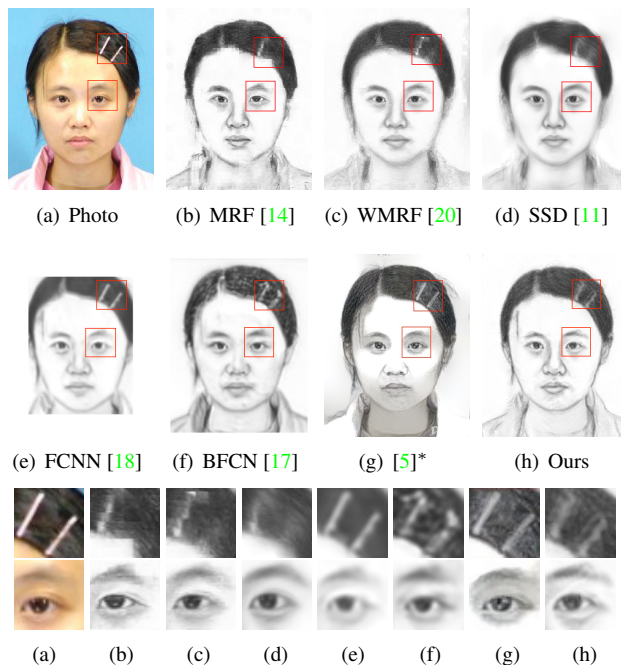 (a) Photo (b) MRF [14] (c) WMRF [20] (d) SSD [11]
(e) FCNN [18] (f) BFCN [17] (g) [5]* (h) Ours
(a) (b) (c) (d) (e) (f) (g) (h)